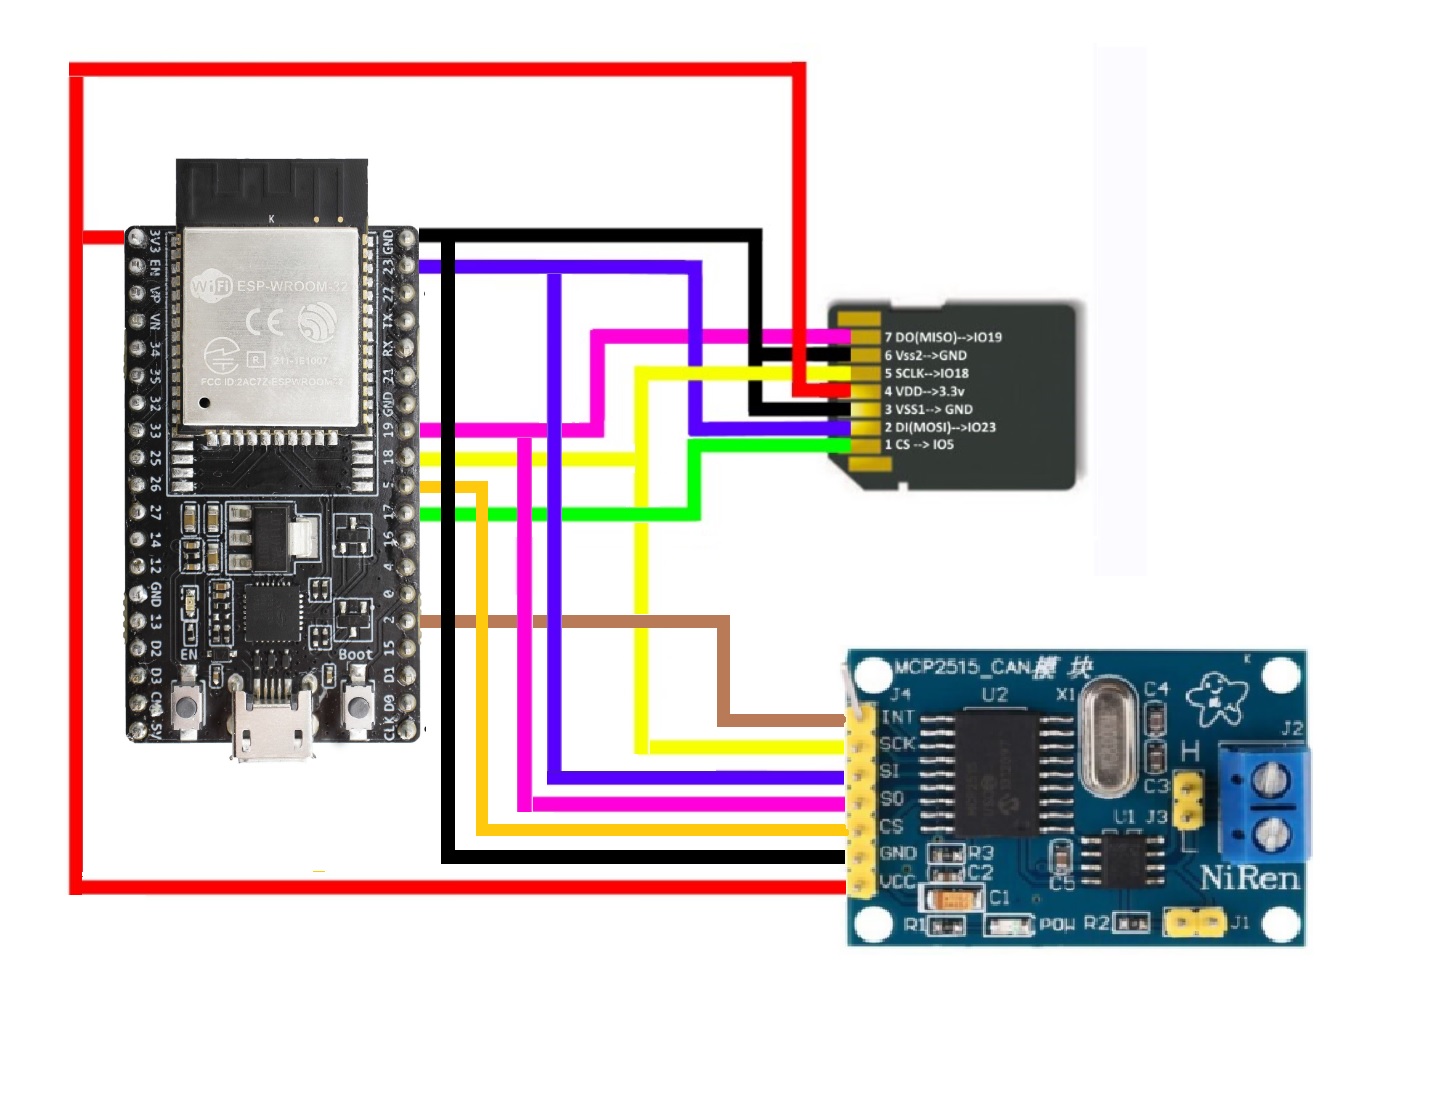 K
3V3
EN
VP
VN
34
35
32
33
25
26
27
14
12
GND
13
D2
D3
CMD
5V
WiFi
ESP-WROOM-32
CE
R 211-161007
FCC ID:2AC7Z-ESPWROOM32
EN
Boot
GND
23
22
TX
RX
21
GND
19
18
5
17
16
4
0
2
15
D1
D0
CLK
7 DO(MISO)-->IO19
6 Vss2-->GND
5 SCLK-->IO18
4 VDD-->3.3v
3 VSS1--> GND
2 DI(MOSI)-->IO23
1 CS --> IO5
MCP2515_CAN模块
K
J4
U2
X1
C4
J2
INT
SCK
SI
SO
CS
GND
VCC
H
C3
U1
J3
L
R3
C2
C1
C5
NiRen
R1
POW
R2
J1